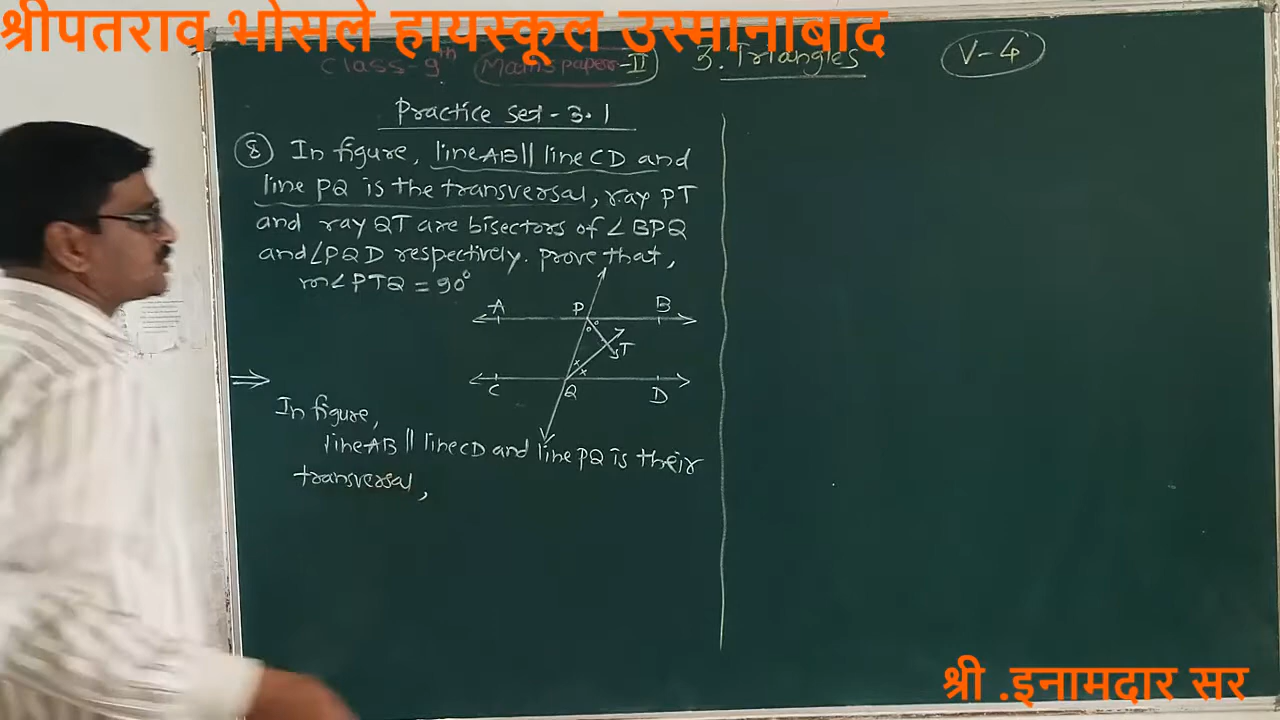 श्रीपतराव भोसले हायस्कूल उस्मानाबाद
Class-9th Maths paper-II 3. Triangles V-4
Practice set-3.1
8 In figure, line AB || line CD and
line PQ is the transversal, ray PT
and ray QT are bisectors of ∠BPQ
and ∠PQD respectively. prove that,
m∠PTQ = 90°
A P B
T
C Q D
⇒
In figure,
line AB || line CD and line PQ is their
transversal,
श्री .इनामदार सर